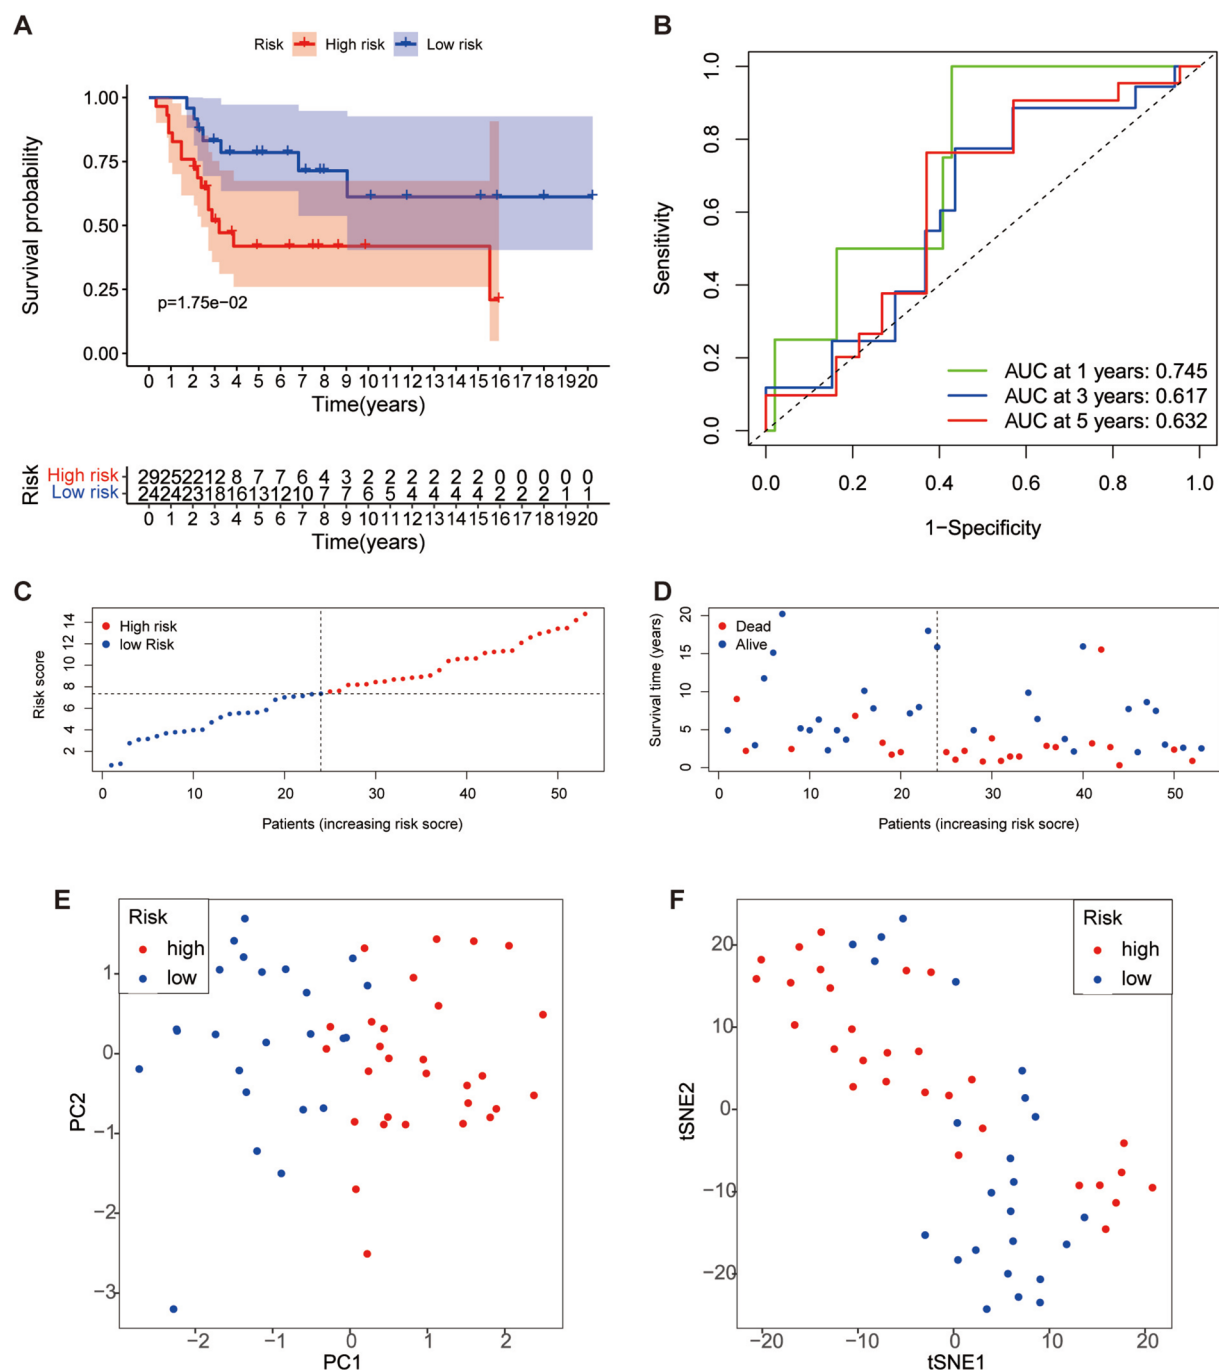 A
Risk High risk Low risk
1.00
0.75
0.50
0.25
0.00
Survival probability
p=1.75e−02
0 1 2 3 4 5 6 7 8 9 10 11 12 13 14 15 16 17 18 19 20
Time(years)
Risk
High risk 29 25 22 12 8 7 7 6 4 3 2 2 2 2 2 2 0 0 0 0 0
Low risk 24 24 23 18 16 13 12 10 7 7 6 5 4 4 4 4 2 2 2 1 1
0 1 2 3 4 5 6 7 8 9 10 11 12 13 14 15 16 17 18 19 20
Time(years)
B
1.0
0.8
0.6
0.4
0.2
0.0
Sensitivity
AUC at 1 years: 0.745
AUC at 3 years: 0.617
AUC at 5 years: 0.632
0.0 0.2 0.4 0.6 0.8 1.0
1−Specificity
C
High risk
low Risk
14
12
10
8
6
4
2
Risk score
0 10 20 30 40 50
Patients (increasing risk socre)
D
Dead
Alive
20
15
10
5
0
Survival time (years)
0 10 20 30 40 50
Patients (increasing risk socre)
E
Risk
high
low
1
0
−1
−2
−3
PC2
−2 −1 0 1 2
PC1
F
Risk
high
low
20
10
0
−10
−20
tSNE2
−20 −10 0 10 20
tSNE1